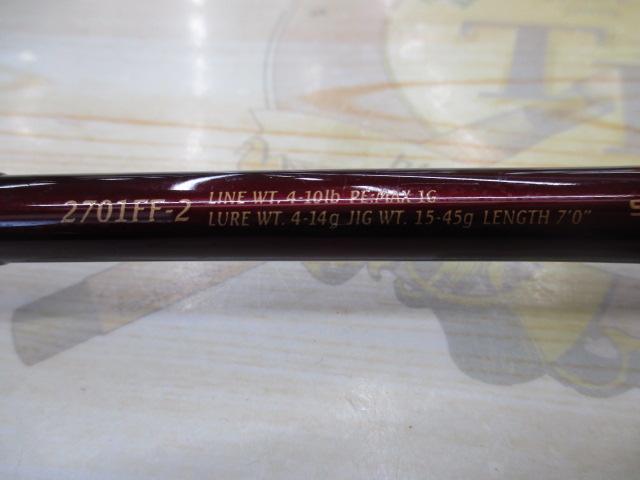 2701FF-2
LINE WT. 4-10lb PE:MAX 1G
LURE WT. 4-14g JIG WT. 15-45g LENGTH 7'0"